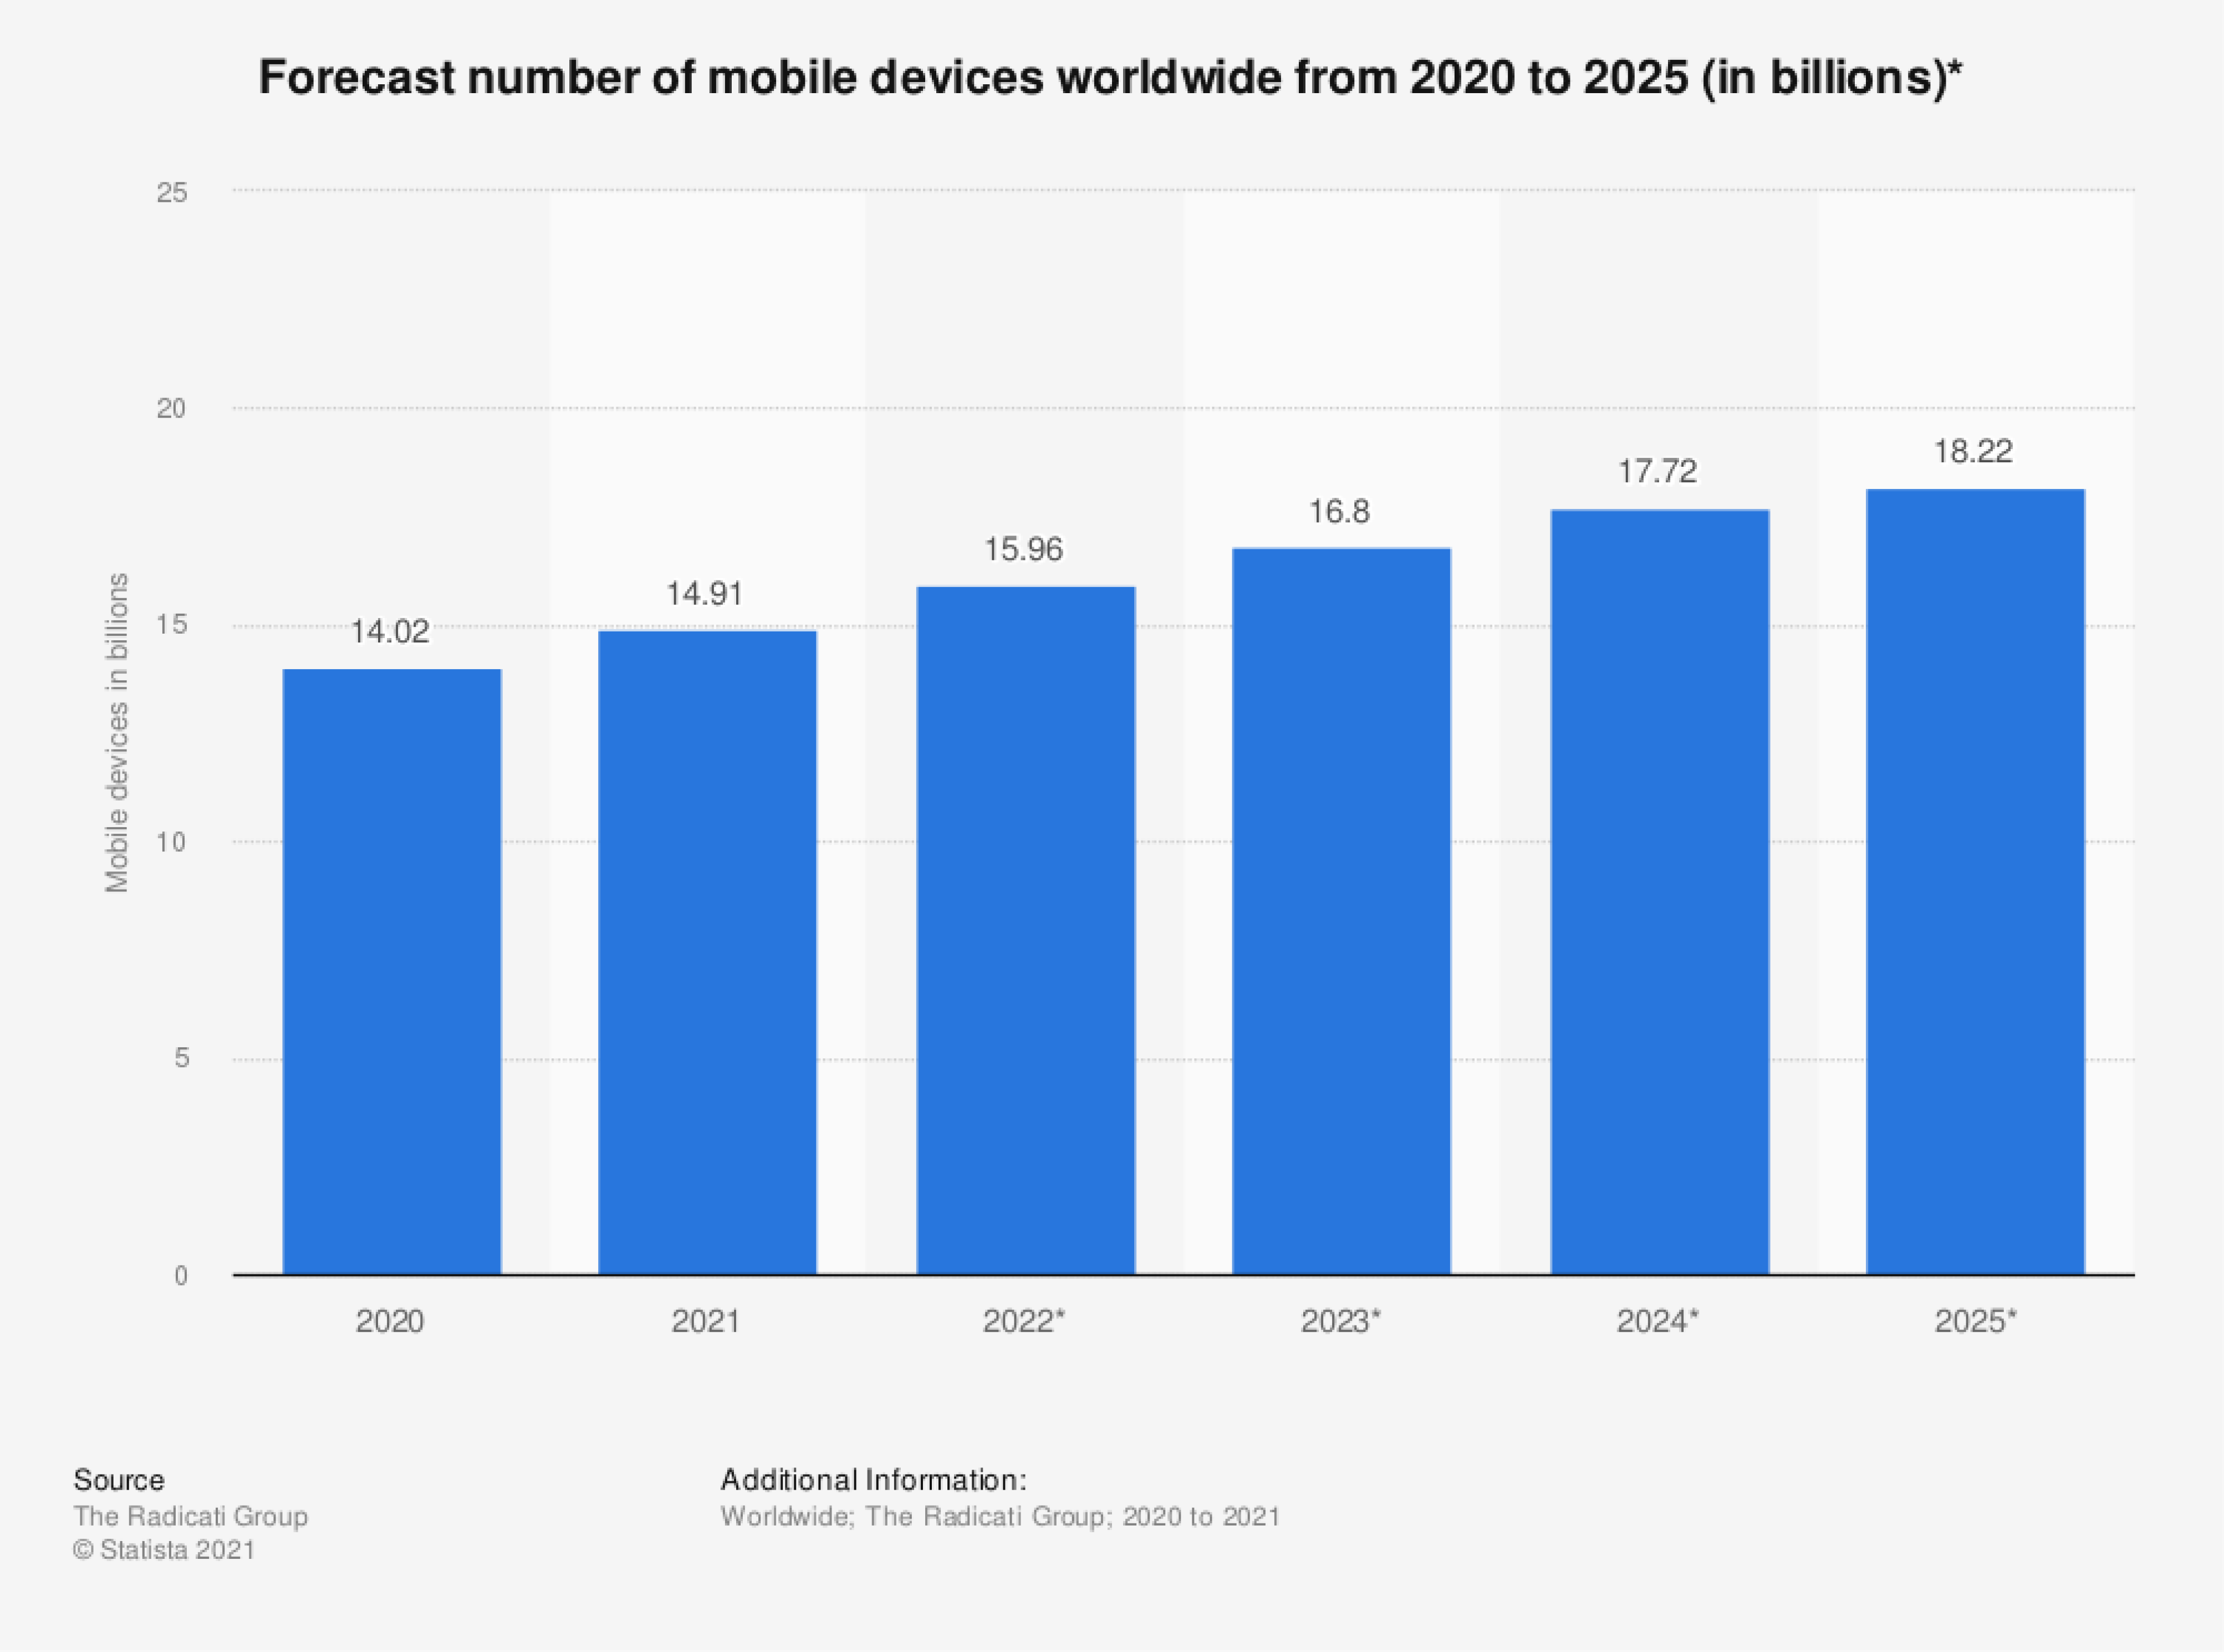 Forecast number of mobile devices worldwide from 2020 to 2025 (in billions)*
25
20
15
10
5
0
Mobile devices in billions
14.02
14.91
15.96
16.8
17.72
18.22
2020
2021
2022*
2023*
2024*
2025*
Source
The Radicati Group
© Statista 2021
Additional Information:
Worldwide; The Radicati Group; 2020 to 2021